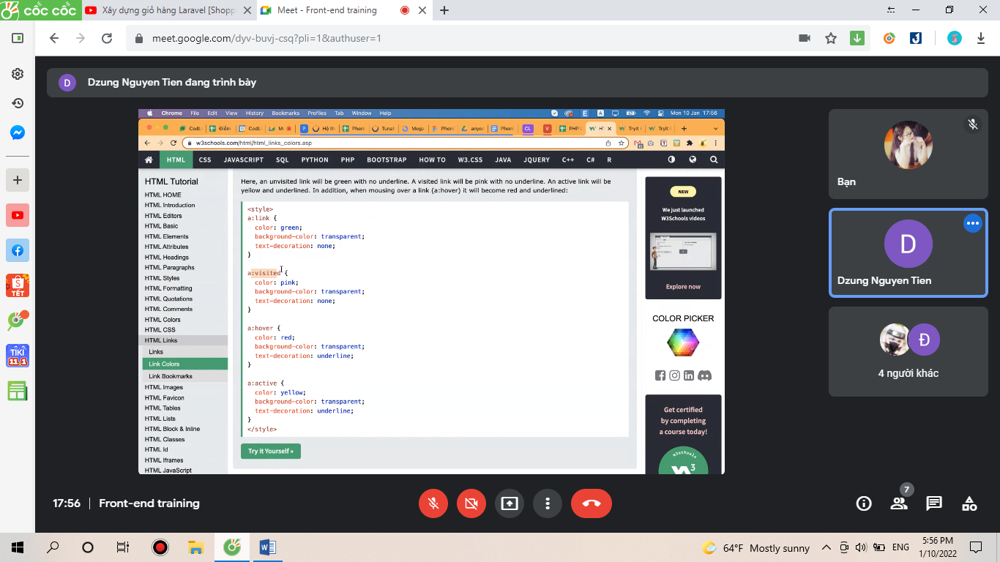 cốc cốc
Xây dựng giỏ hàng Laravel [Shopp
Meet - Front-end training
meet.google.com/dyv-buvj-csq?pli=1&authuser=1
D
Dzung Nguyen Tien đang trình bày
Chrome File Edit View History Bookmarks Profiles Tab Window Help
Mon 10 Jan 17:56
w3schools.com/html/html_links_colors.asp
HTML CSS JAVASCRIPT SQL PYTHON PHP BOOTSTRAP HOW TO W3.CSS JAVA JQUERY C++ C# R
HTML Tutorial
HTML HOME
HTML Introduction
HTML Editors
HTML Basic
HTML Elements
HTML Attributes
HTML Headings
HTML Paragraphs
HTML Styles
HTML Formatting
HTML Quotations
HTML Comments
HTML Colors
HTML CSS
HTML Links
Links
Link Colors
Link Bookmarks
HTML Images
HTML Favicon
HTML Tables
HTML Lists
HTML Block & Inline
HTML Classes
HTML Id
HTML Iframes
HTML JavaScript
Here, an unvisited link will be green with no underline. A visited link will be pink with no underline. An active link will be
yellow and underlined. In addition, when mousing over a link (a:hover) it will become red and underlined:
<style>
a:link {
color: green;
background-color: transparent;
text-decoration: none;
}
a:visited {
color: pink;
background-color: transparent;
text-decoration: none;
}
a:hover {
color: red;
background-color: transparent;
text-decoration: underline;
}
a:active {
color: yellow;
background-color: transparent;
text-decoration: underline;
}
</style>
Try it Yourself »
NEW
We just launched
W3Schools videos
Explore now
COLOR PICKER
Get certified
by completing
a course today!
w3schools
Bạn
D
Dzung Nguyen Tien
Đ
4 người khác
TẾT
TIKI
11.1
17:56
Front-end training
7
64°F Mostly sunny
ENG
5:56 PM
1/10/2022